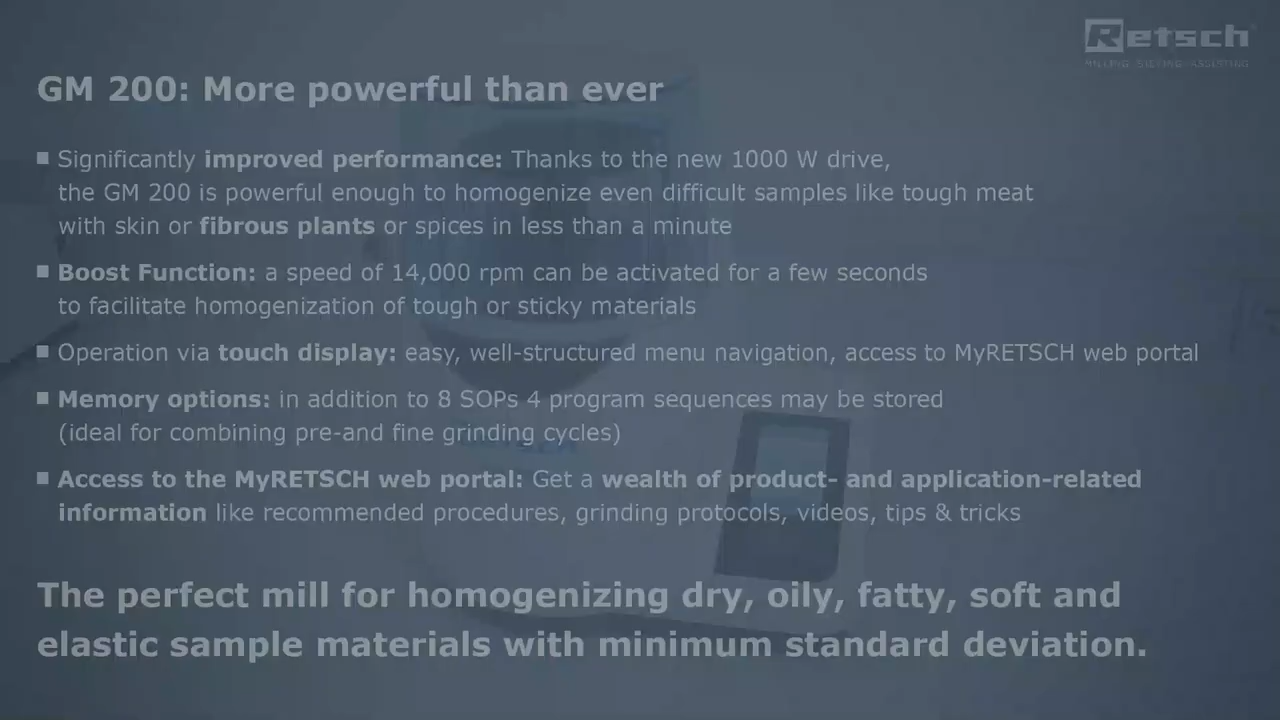 Retsch
MILLING SIEVING ASSISTING
GM 200: More powerful than ever
■ Significantly improved performance: Thanks to the new 1000 W drive,
the GM 200 is powerful enough to homogenize even difficult samples like tough meat
with skin or fibrous plants or spices in less than a minute
■ Boost Function: a speed of 14,000 rpm can be activated for a few seconds
to facilitate homogenization of tough or sticky materials
■ Operation via touch display: easy, well-structured menu navigation, access to MyRETSCH web portal
■ Memory options: in addition to 8 SOPs 4 program sequences may be stored
(ideal for combining pre-and fine grinding cycles)
■ Access to the MyRETSCH web portal: Get a wealth of product- and application-related
information like recommended procedures, grinding protocols, videos, tips & tricks
The perfect mill for homogenizing dry, oily, fatty, soft and
elastic sample materials with minimum standard deviation.